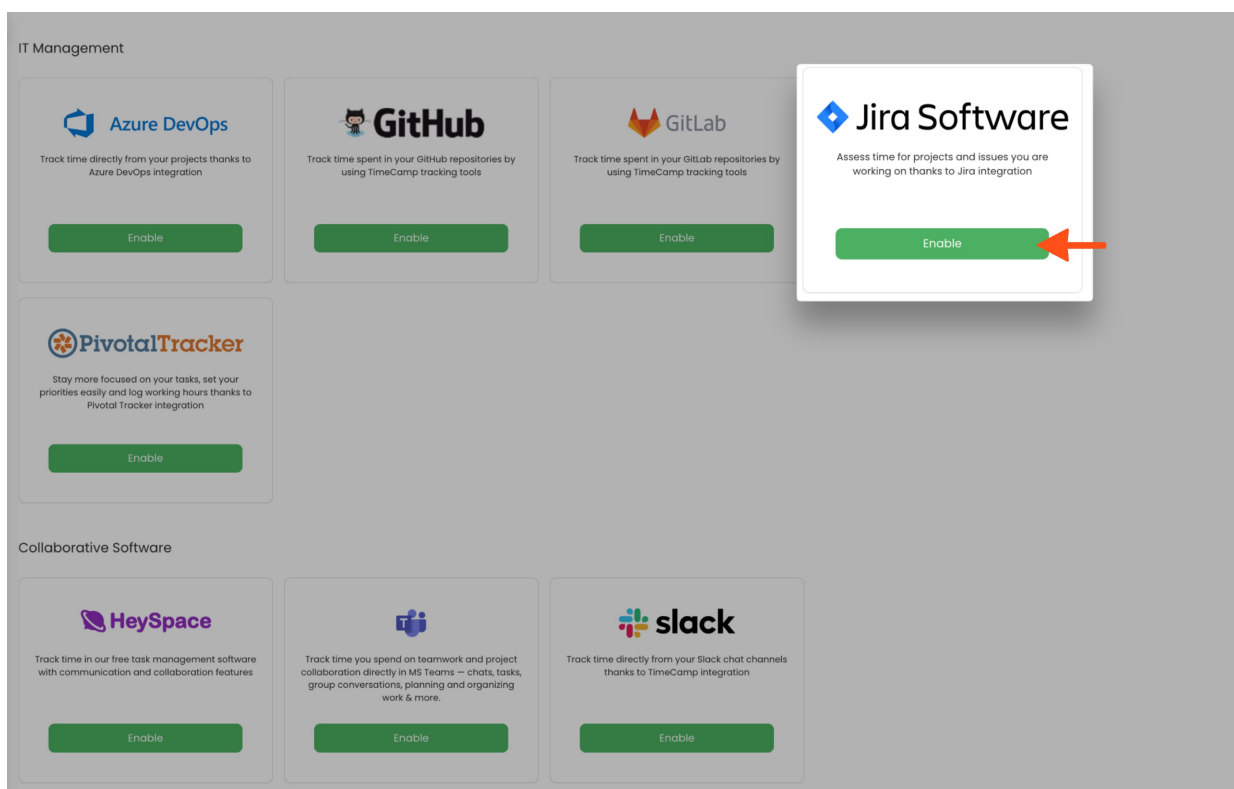 IT Management
Azure DevOps
Track time directly from your projects thanks to
Azure DevOps integration
Enable
GitHub
Track time spent in your GitHub repositories by
using TimeCamp tracking tools
Enable
GitLab
Track time spent in your GitLab repositories by
using TimeCamp tracking tools
Enable
Jira Software
Assess time for projects and issues you are
working on thanks to Jira integration
Enable
PivotalTracker
Stay more focused on your tasks, set your
priorities easily and log working hours thanks to
Pivotal Tracker integration
Enable
Collaborative Software
HeySpace
Track time in our free task management software
with communication and collaboration features
Enable
T
Track time you spend on teamwork and project
collaboration directly in MS Teams — chats, tasks,
group conversations, planning and organizing
work & more.
Enable
slack
Track time directly from your Slack chat channels
thanks to TimeCamp integration
Enable